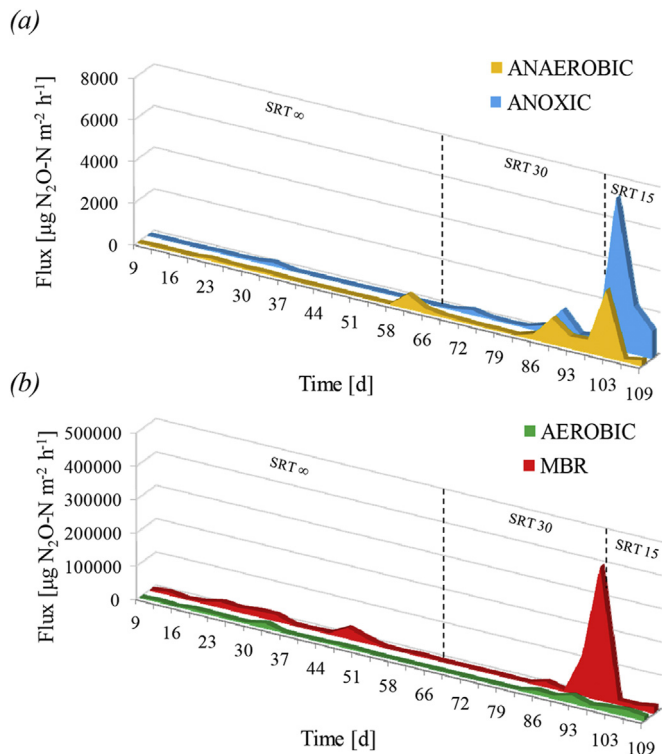 (a)
Flux [µg N₂O-N m⁻² h⁻¹]
8000
6000
4000
2000
0
ANAEROBIC
ANOXIC
SRT ∞
SRT 30
SRT 15
9 16 23 30 37 44 51 58 66 72 79 86 93 103 109
Time [d]
(b)
Flux [µg N₂O-N m⁻² h⁻¹]
500000
400000
300000
200000
100000
0
AEROBIC
MBR
SRT ∞
SRT 30
SRT 15
9 16 23 30 37 44 51 58 66 72 79 86 93 103 109
Time [d]